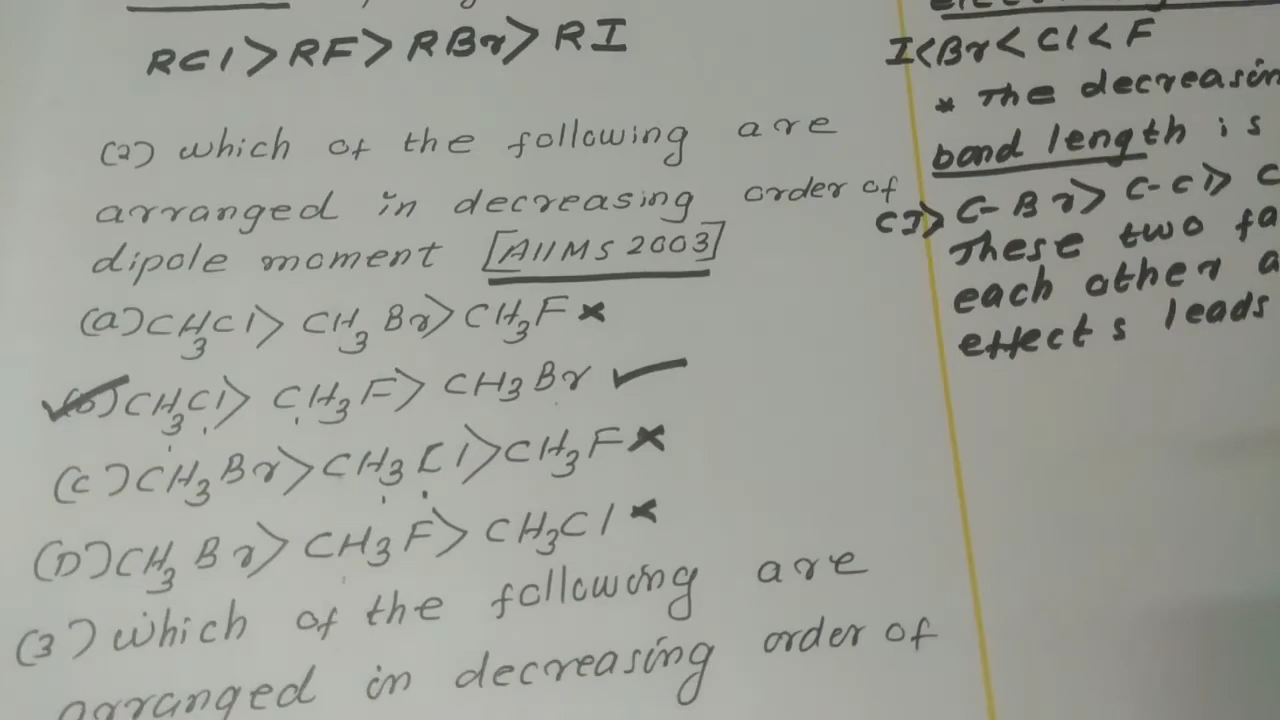 RCl > RF > RBr > RI
(2) which of the following are
arranged in decreasing order of
dipole moment [AIIMS 2003]
(a) CH3Cl > CH3Br > CH3F ×
(b) CH3Cl > CH3F > CH3Br ✓
(c) CH3Br > CH3Cl > CH3F ×
(D) CH3Br > CH3F > CH3Cl ×
(3) which of the following are
arranged in decreasing order of
I < Br < Cl < F
* The decreasin
bond length is
CI > C-Br > C-Cl > C
These two fa
each other a
effects leads